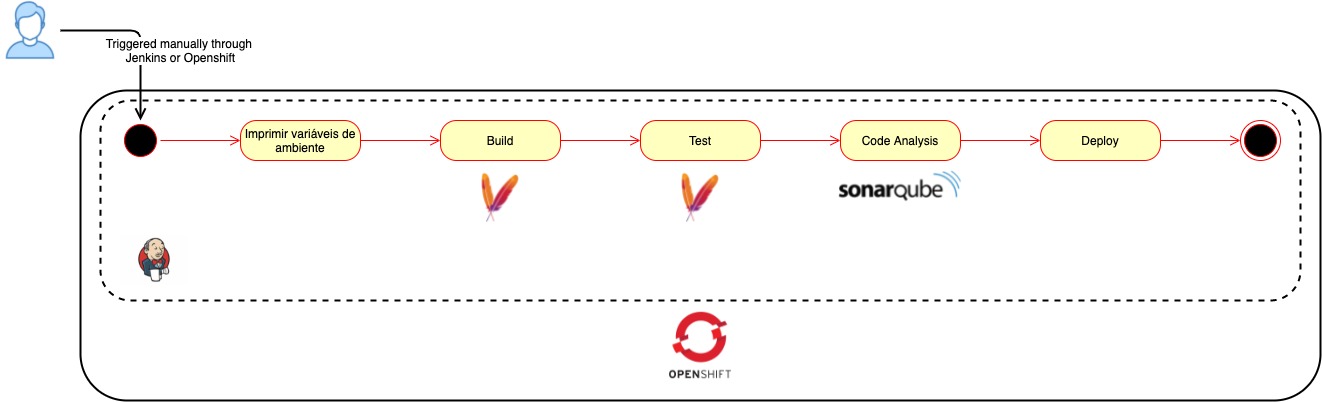 Triggered manually through
Jenkins or Openshift
Imprimir variáveis de
ambiente
Build
Test
Code Analysis
Deploy
sonarqube
OPENSHIFT